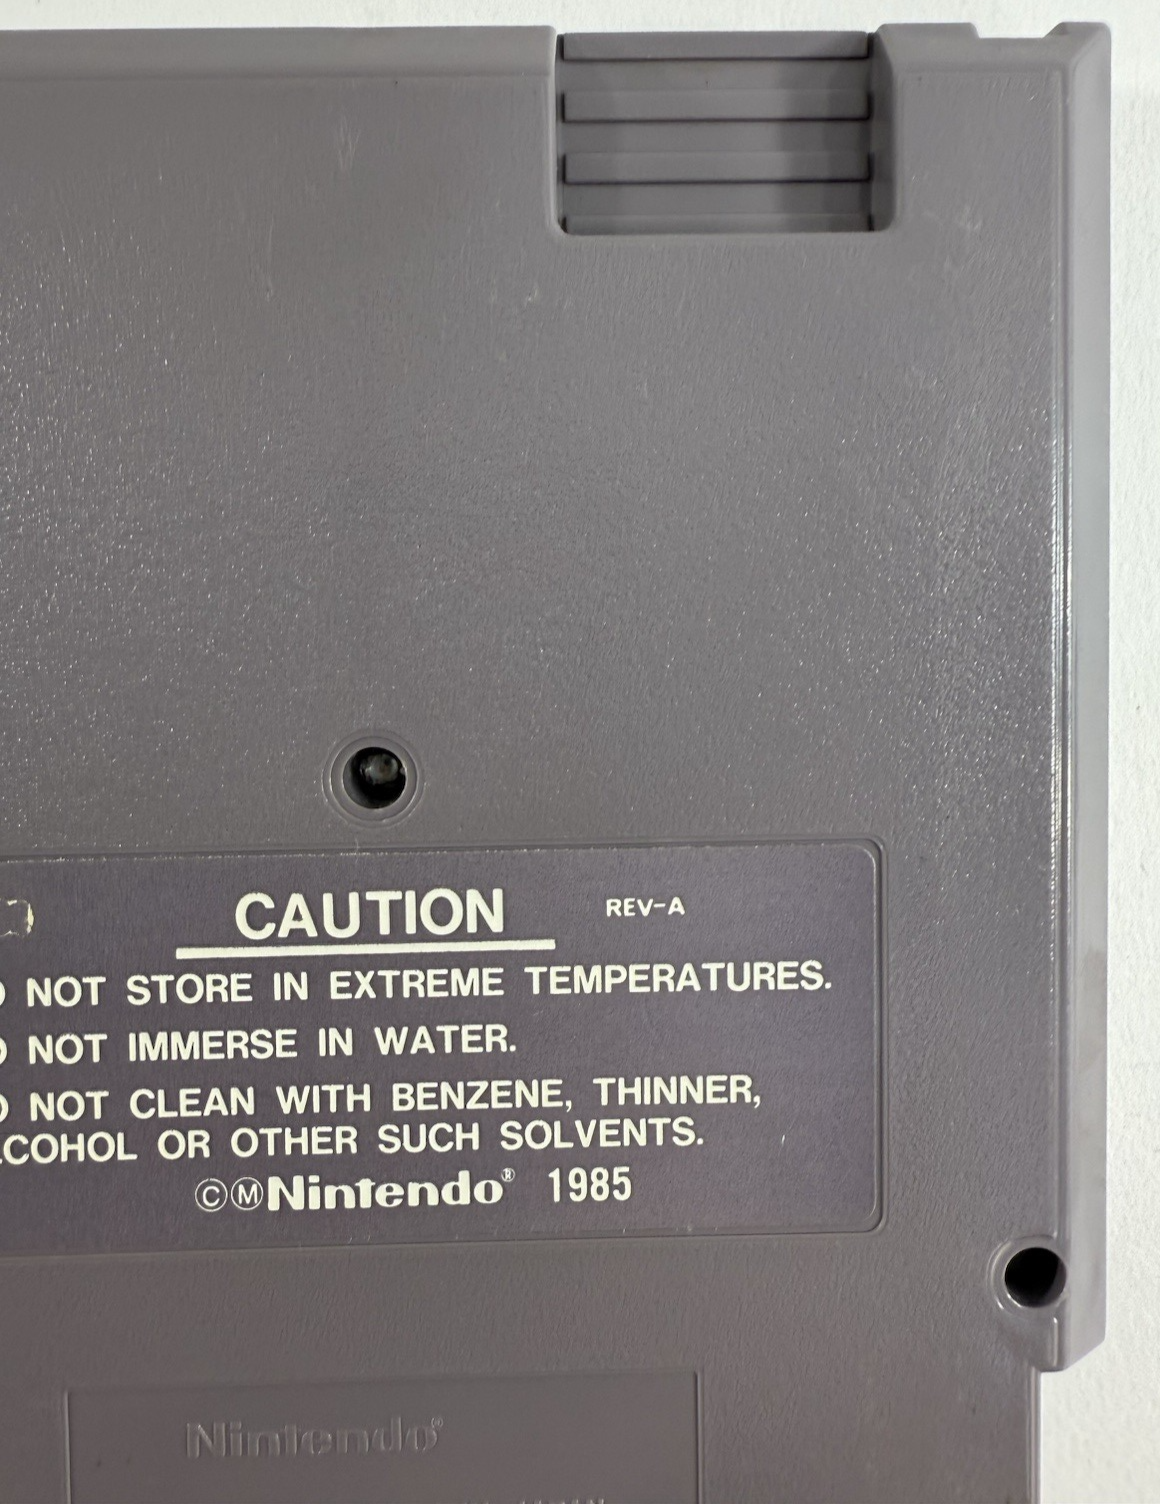 CAUTION REV-A
NOT STORE IN EXTREME TEMPERATURES.
NOT IMMERSE IN WATER.
NOT CLEAN WITH BENZENE, THINNER,
COHOL OR OTHER SUCH SOLVENTS.
©ⓂNintendo® 1985
Nintendo®